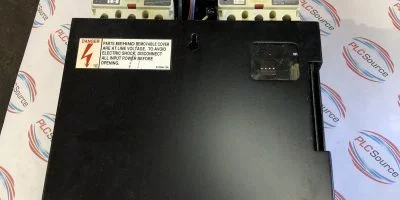 DANGER
PARTS BEHIND REMOVABLE COVER
ARE AT LINE VOLTAGE. TO AVOID
ELECTRIC SHOCK, DISCONNECT
ALL INPUT POWER BEFORE
OPENING.
PLCSource
PLCSource
PLCSource
PLCSource